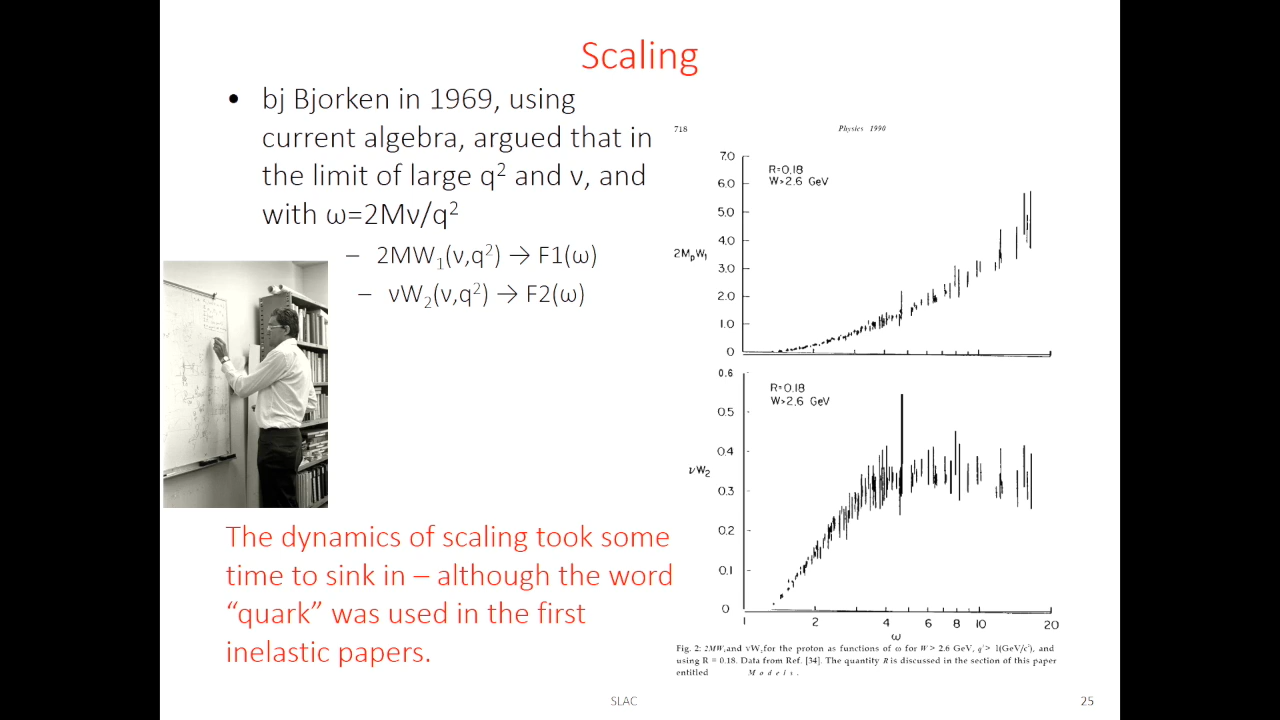 Scaling
• bj Bjorken in 1969, using
current algebra, argued that in
the limit of large q² and ν, and
with ω=2Mν/q²
– 2MW₁(ν,q²) → F1(ω)
– νW₂(ν,q²) → F2(ω)
The dynamics of scaling took some
time to sink in – although the word
“quark” was used in the first
inelastic papers.
718
Physics 1990
7.0
6.0
5.0
4.0
3.0
2.0
1.0
0
2MₚW₁
R=0.18
W>2.6 GeV
0.6
0.5
0.4
0.3
0.2
0.1
0
νW₂
R=0.18
W>2.6 GeV
1 2 4 6 8 10 20
ω
Fig. 2: 2MW,and νW,for the proton as functions of ω for W > 2.6 GeV, q²> 1(GeV/c²), and
using R = 0.18. Data from Ref. [34]. The quantity R is discussed in the section of this paper
entitled Models.
SLAC
25